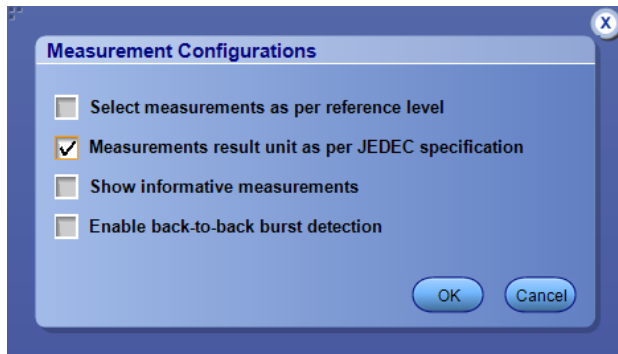 X
Measurement Configurations
Select measurements as per reference level
Measurements result unit as per JEDEC specification
Show informative measurements
Enable back-to-back burst detection
OK Cancel